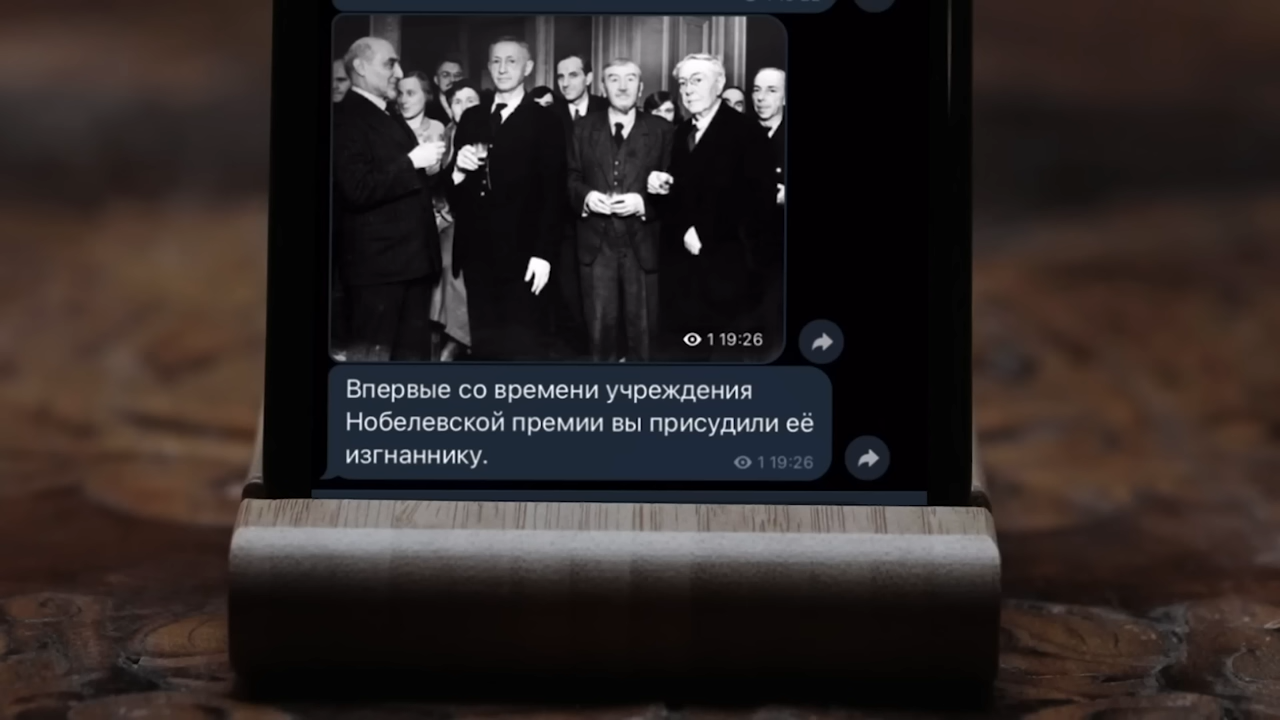 1 19:26
Впервые со времени учреждения
Нобелевской премии вы присудили её
изгнаннику.
1 19:26